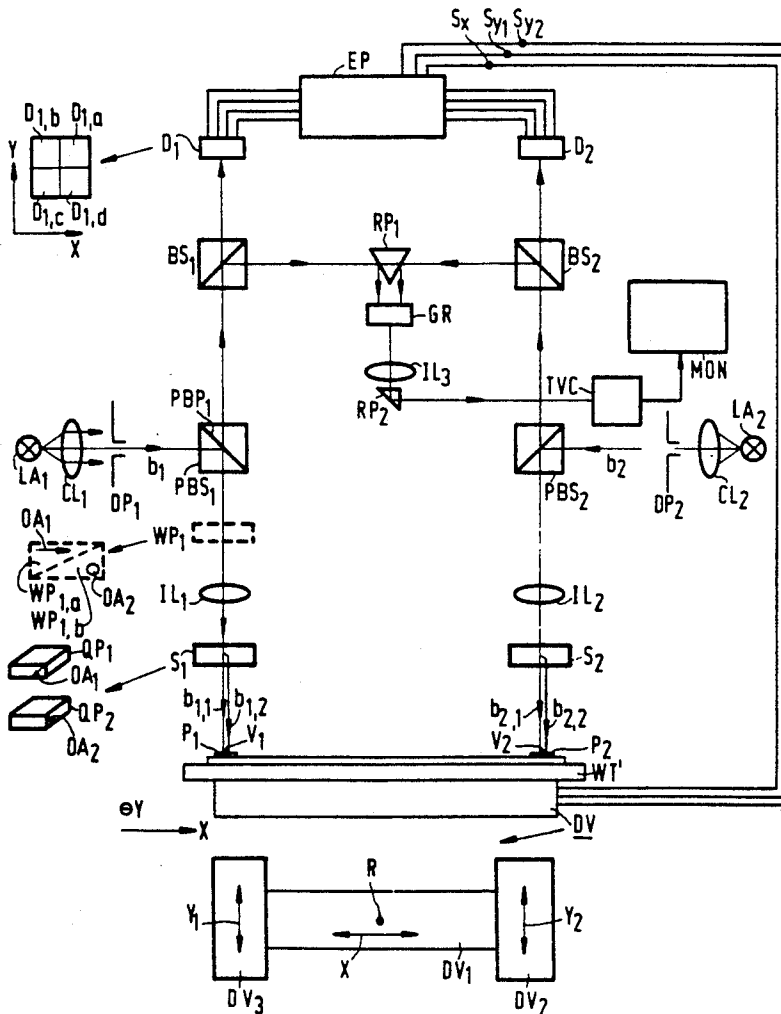 Sx Sy1 Sy2
EP
D1,b D1,a
Y
D1
D2
D1,c D1,d
X
RP1
BS1
BS2
GR
IL3
MON
RP2
TVC
PBP1
LA2
LA1
CL1
b1
PBS1
b2
DP1
PBS2
DP2
CL2
OA1
WP1
WP1,a
OA2
WP1,b
IL1
IL2
QP1
S1
S2
OA1
QP2
b1,1
b1,2
b2,1
b2,2
OA2
P1
V1
V2
P2
WT'
ΘY
X
DV
R
Y1
Y2
X
DV1
DV3
DV2